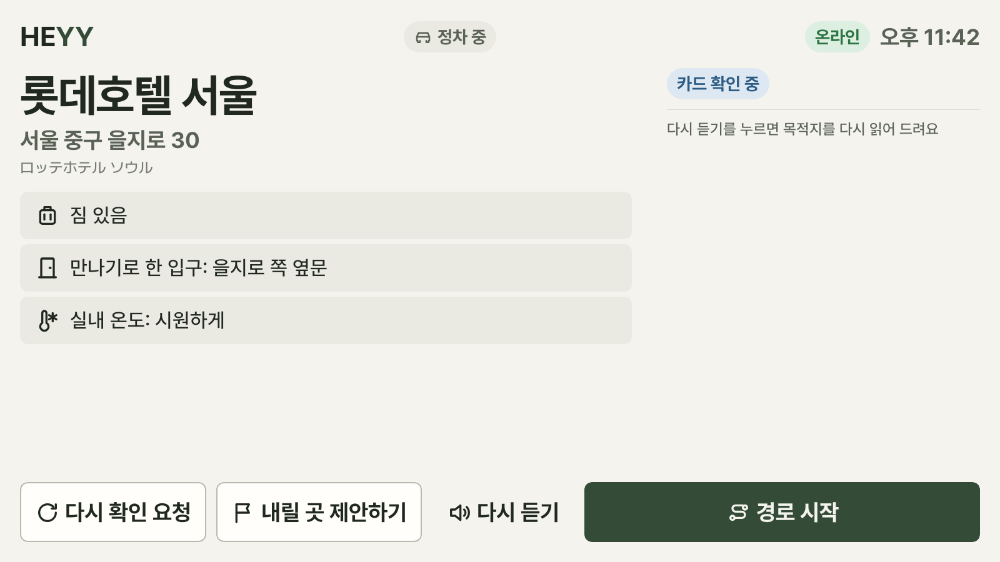 HEYY
정차 중
온라인
오후 11:42
롯데호텔 서울
서울 중구 을지로 30
ロッテホテル ソウル
카드 확인 중
다시 듣기를 누르면 목적지를 다시 읽어 드려요
짐 있음
만나기로 한 입구: 을지로 쪽 옆문
실내 온도: 시원하게
다시 확인 요청
내릴 곳 제안하기
다시 듣기
경로 시작